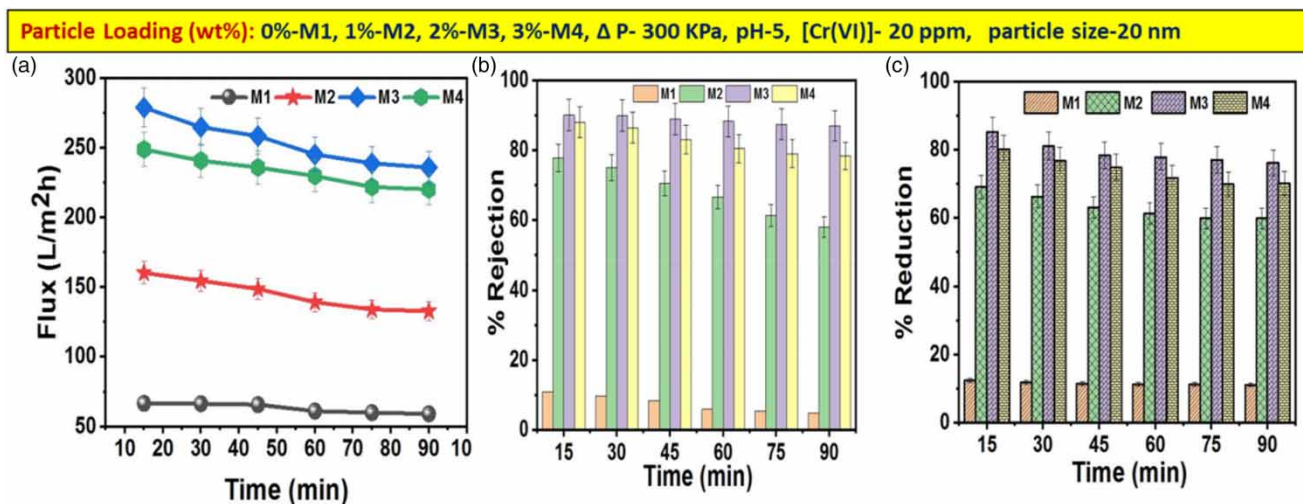 Particle Loading (wt%): 0%-M1, 1%-M2, 2%-M3, 3%-M4, Δ P- 300 KPa, pH-5, [Cr(VI)]- 20 ppm, particle size-20 nm
(a)
300
250
200
150
100
50
Flux (L/m²h)
M1 M2 M3 M4
10 20 30 40 50 60 70 80 90 10
Time (min)
(b)
100
80
60
40
20
0
% Rejection
M1 M2 M3 M4
15 30 45 60 75 90
Time (min)
(c)
100
80
60
40
20
0
% Reduction
M1 M2 M3 M4
15 30 45 60 75 90
Time (min)